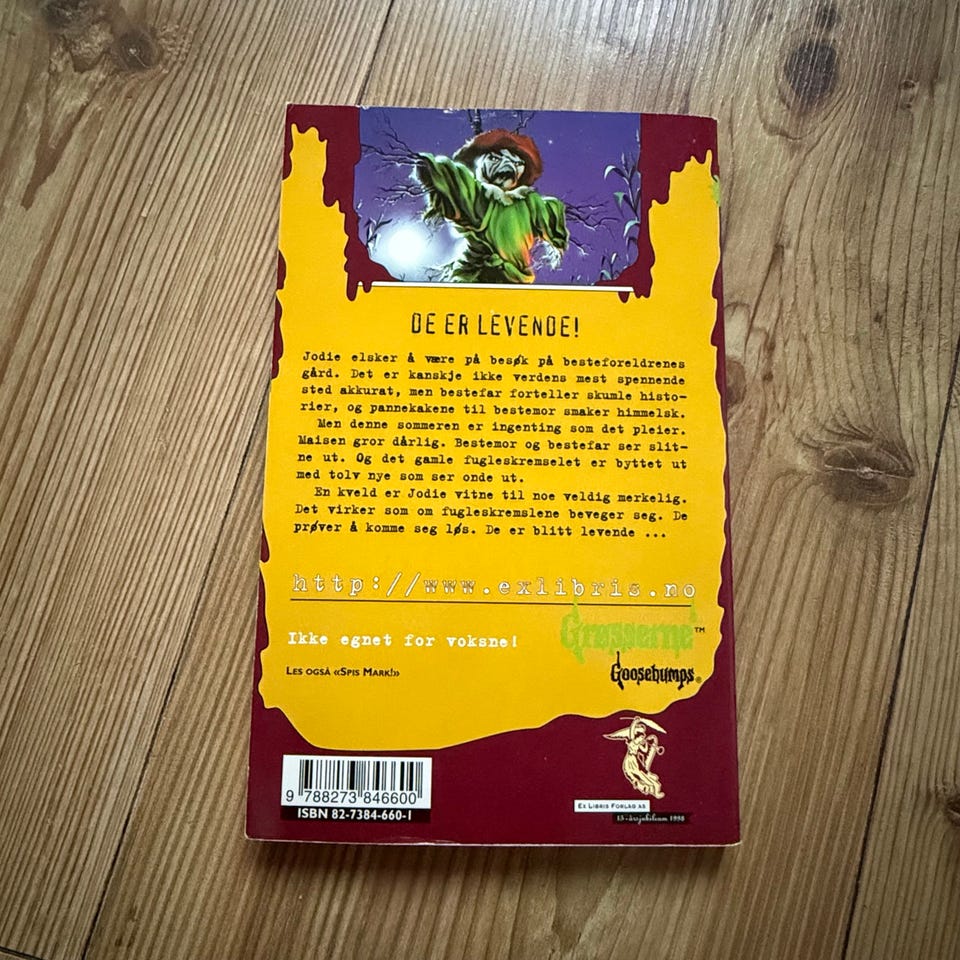 DE ER LEVENDE!
Jodie elsker å være på besøk på besteforeldrenes
gård. Det er kanskje ikke verdens mest spennende
sted akkurat, men bestefar forteller skumle histo-
rier, og pannekakene til bestemor smaker himmelsk.
Men denne sommeren er ingenting som det pleier.
Maisen gror dårlig. Bestemor og bestefar ser slit-
ne ut. Og det gamle fugleskremselet er byttet ut
med tolv nye som ser onde ut.
En kveld er Jodie vitne til noe veldig merkelig.
Det virker som om fugleskremslene beveger seg. De
prøver å komme seg løs. De er blitt levende ...
http://www.exlibris.no
Grøsserne™
Ikke egnet for voksne!
Goosebumps®
Les også «Spis Mark!»
9 788273 846600
ISBN 82-7384-660-1
Ex Libris Forlag AS
15-årsjubileum 1998